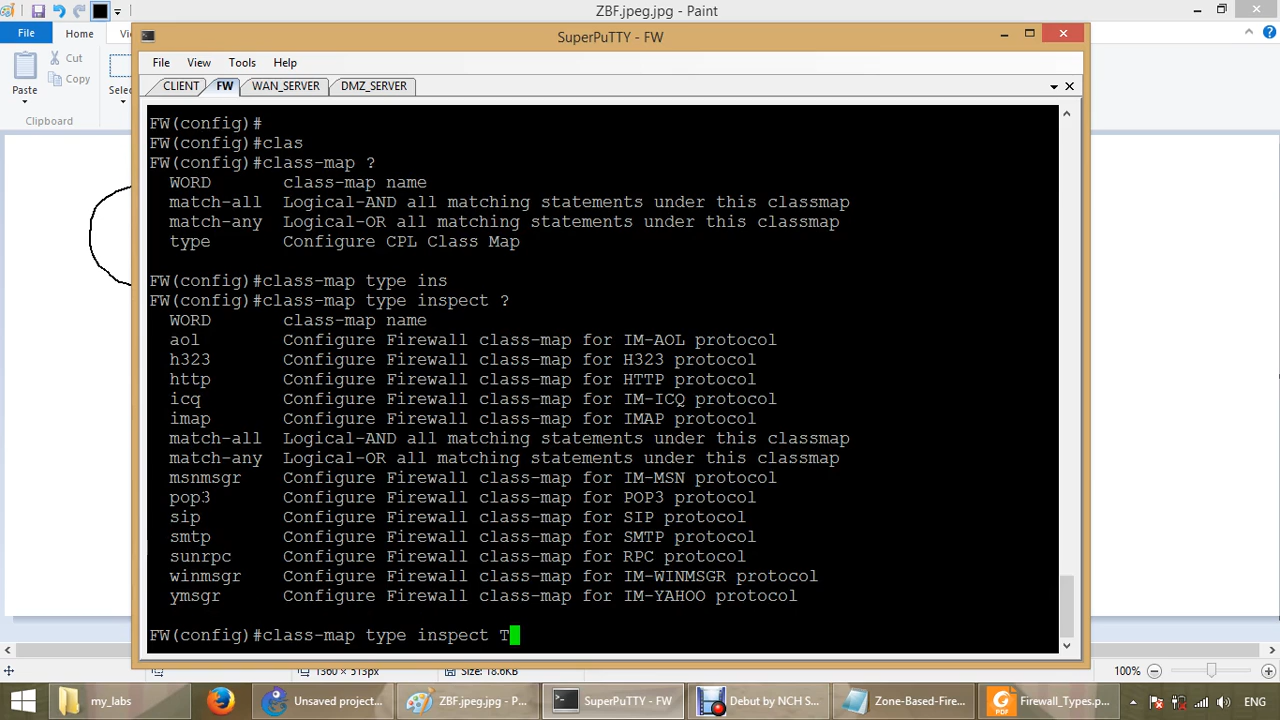 ZBF.jpeg.jpg - Paint
File
Home
Vi
Paste
Cut
Copy
Selec
Clipboard
SuperPuTTY - FW
File View Tools Help
CLIENT FW WAN_SERVER DMZ_SERVER
FW(config)#
FW(config)#clas
FW(config)#class-map ?
WORD class-map name
match-all Logical-AND all matching statements under this classmap
match-any Logical-OR all matching statements under this classmap
type Configure CPL Class Map
FW(config)#class-map type ins
FW(config)#class-map type inspect ?
WORD class-map name
aol Configure Firewall class-map for IM-AOL protocol
h323 Configure Firewall class-map for H323 protocol
http Configure Firewall class-map for HTTP protocol
icq Configure Firewall class-map for IM-ICQ protocol
imap Configure Firewall class-map for IMAP protocol
match-all Logical-AND all matching statements under this classmap
match-any Logical-OR all matching statements under this classmap
msnmsgr Configure Firewall class-map for IM-MSN protocol
pop3 Configure Firewall class-map for POP3 protocol
sip Configure Firewall class-map for SIP protocol
smtp Configure Firewall class-map for SMTP protocol
sunrpc Configure Firewall class-map for RPC protocol
winmsgr Configure Firewall class-map for IM-WINMSGR protocol
ymsgr Configure Firewall class-map for IM-YAHOO protocol
FW(config)#class-map type inspect T
1360 × 513px Size: 18.6KB 100%
my_labs Unsaved project... ZBF.jpeg.jpg - P... SuperPuTTY - FW Debut by NCH S... Zone-Based-Fire... Firewall_Types.p... ENG